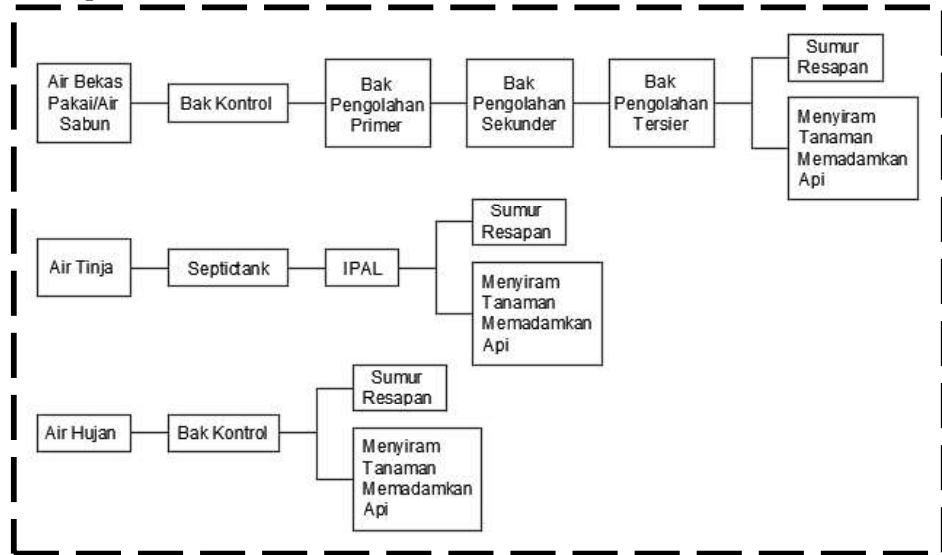 Air Bekas
Pakai/Air
Sabun
Bak Kontrol
Bak
Pengolahan
Primer
Bak
Pengolahan
Sekunder
Bak
Pengolahan
Tersier
Sumur
Resapan
Menyiram
Tanaman
Memadamkan
Api
Air Tinja
Septictank
IPAL
Sumur
Resapan
Menyiram
Tanaman
Memadamkan
Api
Air Hujan
Bak Kontrol
Sumur
Resapan
Menyiram
Tanaman
Memadamkan
Api